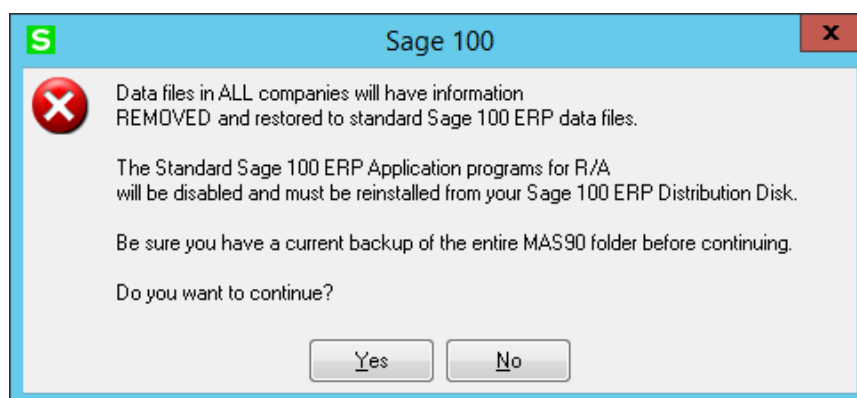 S
Sage 100
x
Data files in ALL companies will have information
REMOVED and restored to standard Sage 100 ERP data files.
The Standard Sage 100 ERP Application programs for R/A
will be disabled and must be reinstalled from your Sage 100 ERP Distribution Disk.
Be sure you have a current backup of the entire MAS90 folder before continuing.
Do you want to continue?
Yes
No